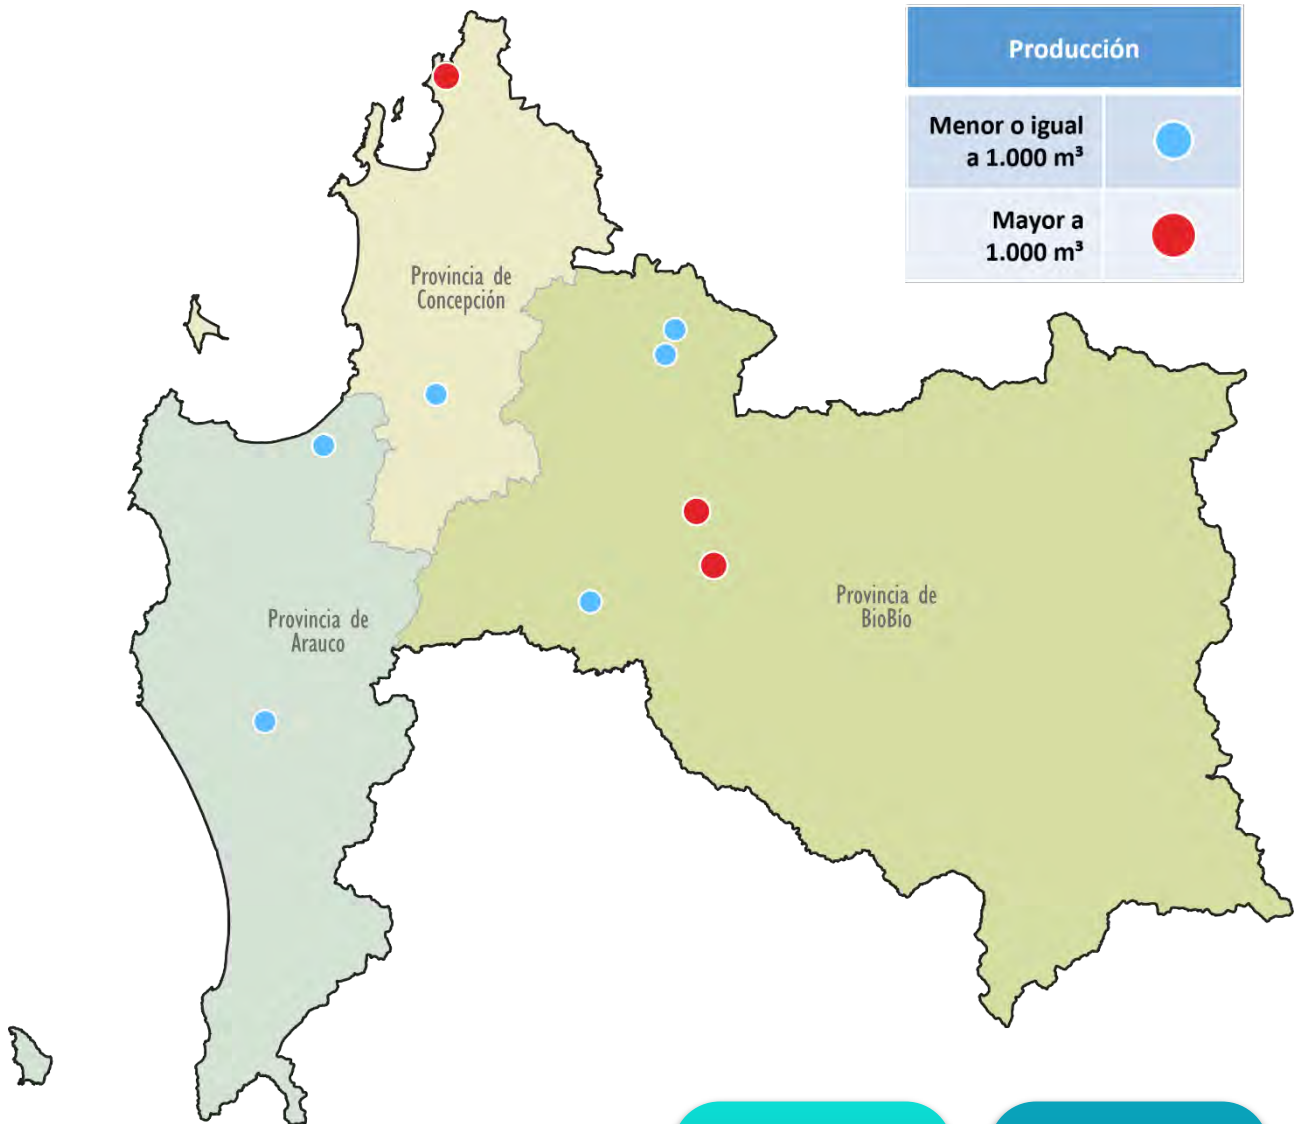 Producción
Menor o igual
a 1.000 m³
Mayor a
1.000 m³
Provincia de
Concepción
Provincia de
BioBío
Provincia de
Arauco